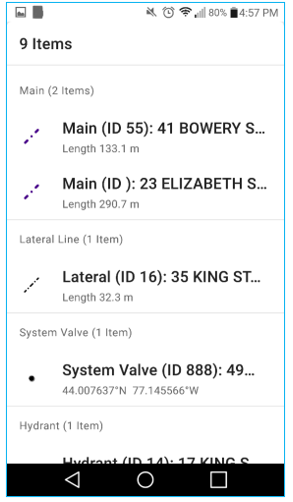 80% 4:57 PM
9 Items
Main (2 Items)
Main (ID 55): 41 BOWERY S...
Length 133.1 m
Main (ID ): 23 ELIZABETH S...
Length 290.7 m
Lateral Line (1 Item)
Lateral (ID 16): 35 KING ST...
Length 32.3 m
System Valve (1 Item)
System Valve (ID 888): 49...
44.007637°N 77.145566°W
Hydrant (1 Item)
Hydrant (ID 14): 17 KING S